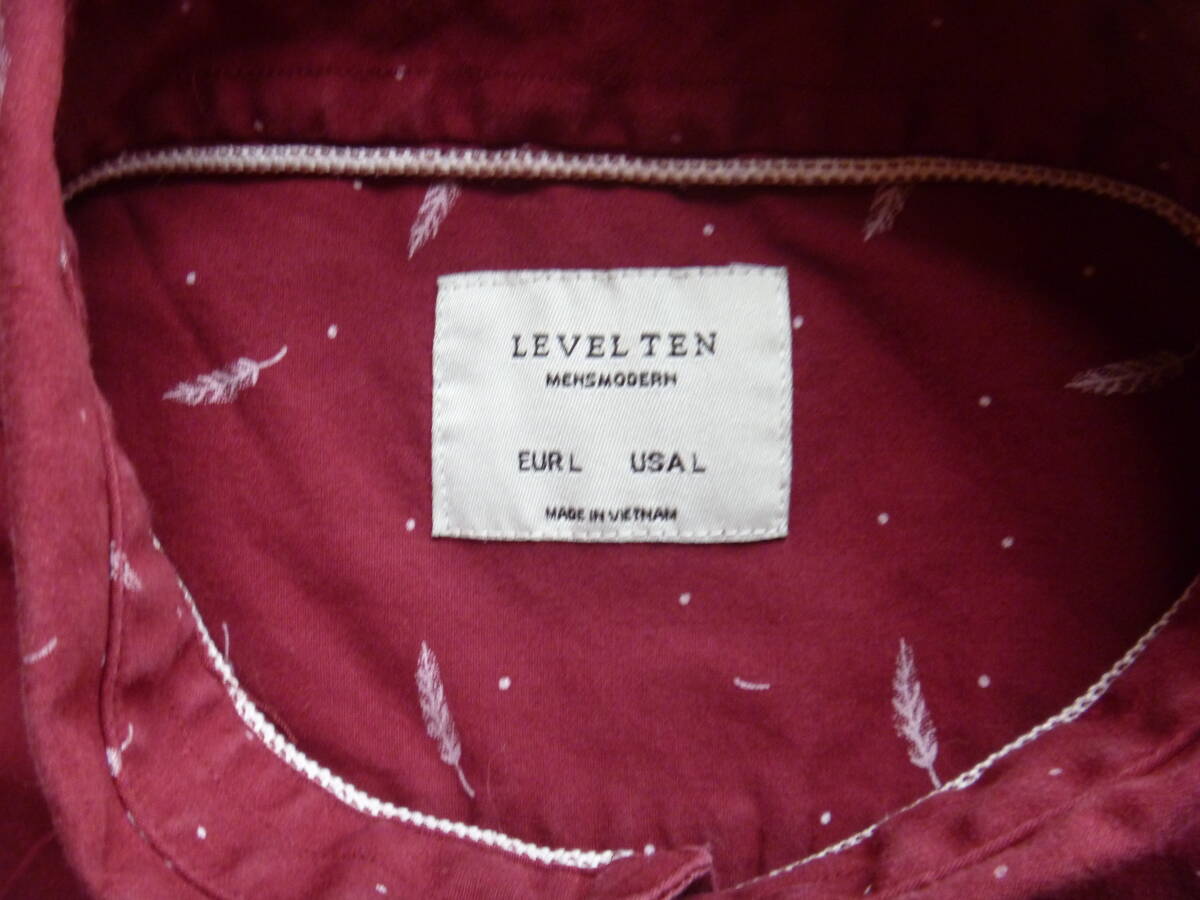 LEVEL TEN
MENSMODERN
EUR L USA L
MADE IN VIETNAM